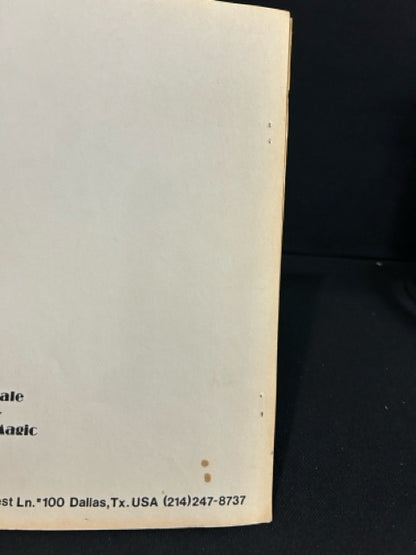 ale
Magic
est Ln. #100 Dallas, Tx. USA (214)247-8737